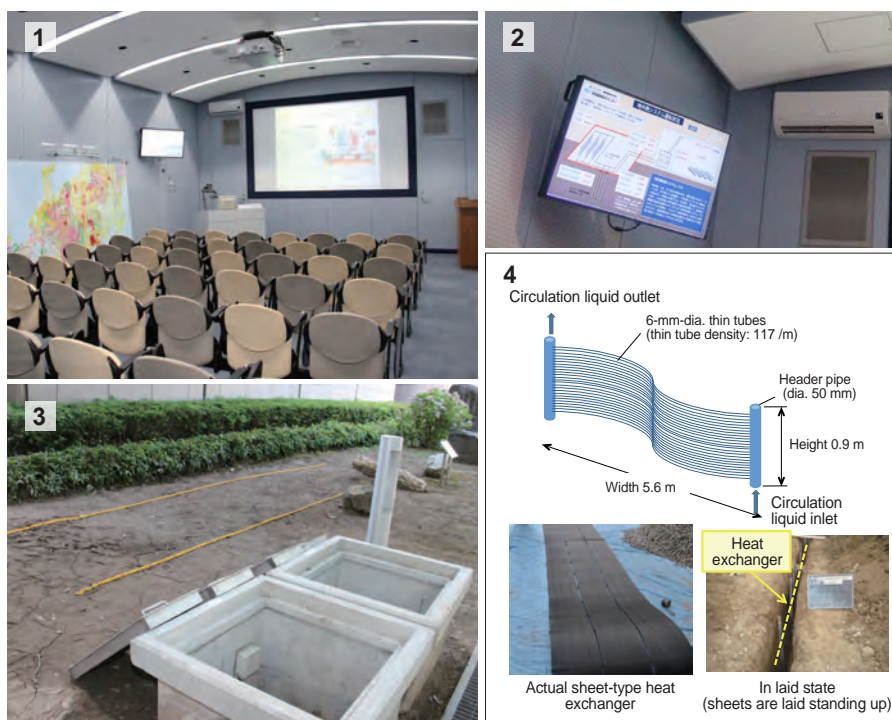 1
2
3
4
Circulation liquid outlet
6-mm-dia. thin tubes
(thin tube density: 117 /m)
Header pipe
(dia. 50 mm)
Height 0.9 m
Width 5.6 m
Circulation
liquid inlet
Heat
exchanger
Actual sheet-type heat
exchanger
In laid state
(sheets are laid standing up)